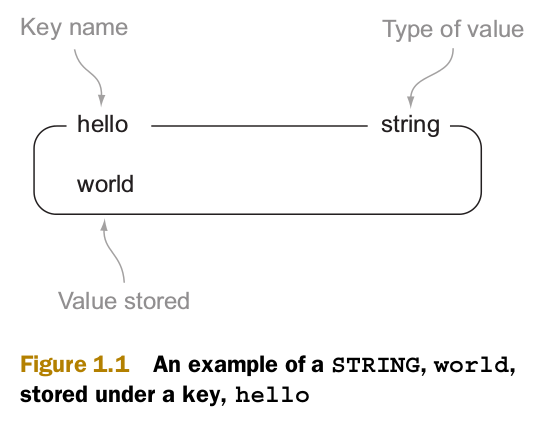 Key name
Type of value
hello
string
world
Value stored
Figure 1.1 An example of a STRING, world,
stored under a key, hello